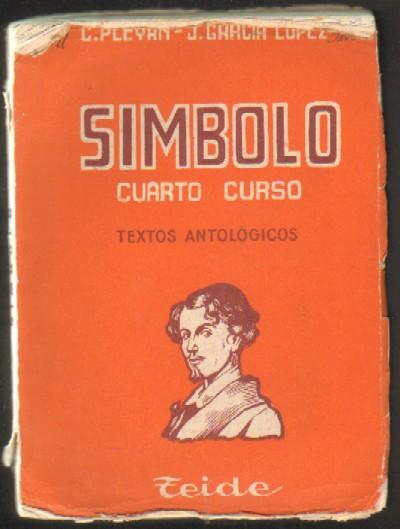 C. PLEYAN - J. GARCIA LOPEZ
SIMBOLO
CUARTO CURSO
TEXTOS ANTOLÓGICOS
Teide